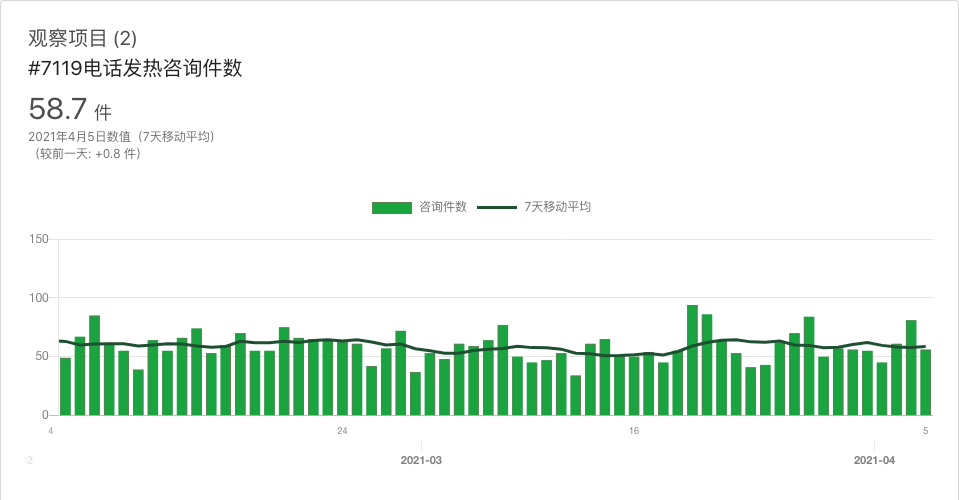 观察项目 (2)
#7119电话发热咨询件数
58.7 件
2021年4月5日数值（7天移动平均）
（较前一天: +0.8 件）
咨询件数 7天移动平均
150
100
50
0
4 24 16 5
2 2021-03 2021-04